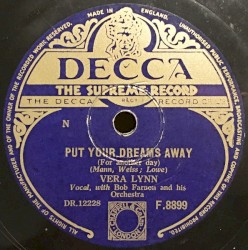 MADE IN ENGLAND.
DECCA
THE SUPREME RECORD
N
PUT YOUR DREAMS AWAY
(For another day)
(Mann, Weiss; Lowe)
VERA LYNN
Vocal, with Bob Farnon and his
Orchestra
DR.12228 F.8899